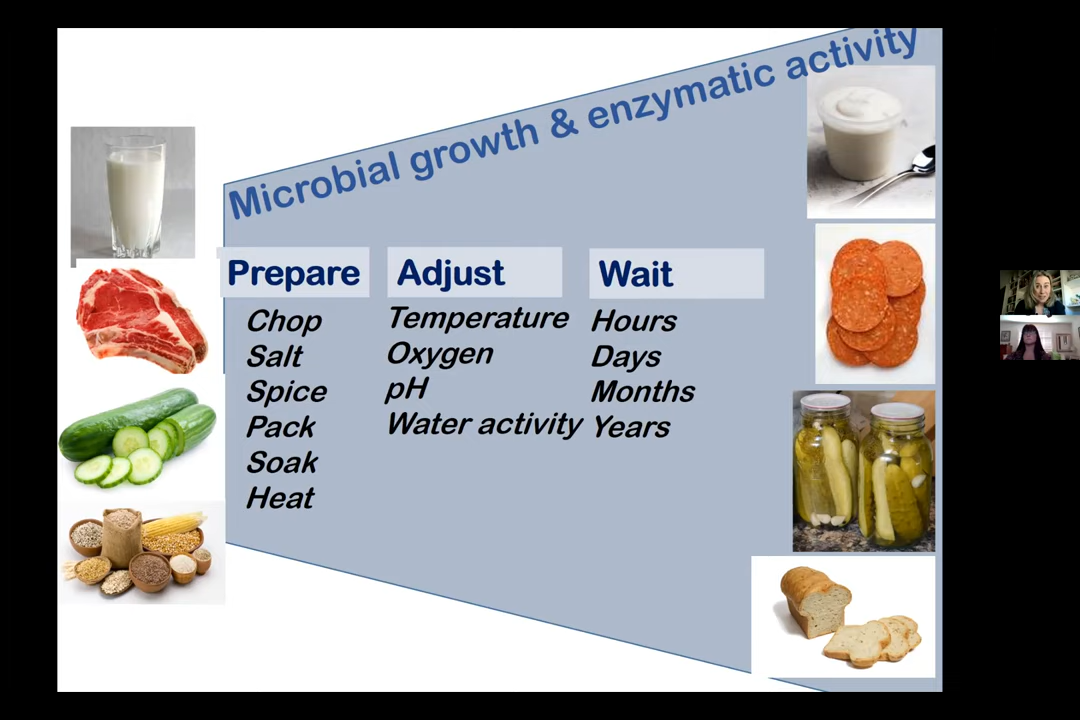 Microbial growth & enzymatic activity
Prepare
Chop
Salt
Spice
Pack
Soak
Heat
Adjust
Temperature
Oxygen
pH
Water activity
Wait
Hours
Days
Months
Years